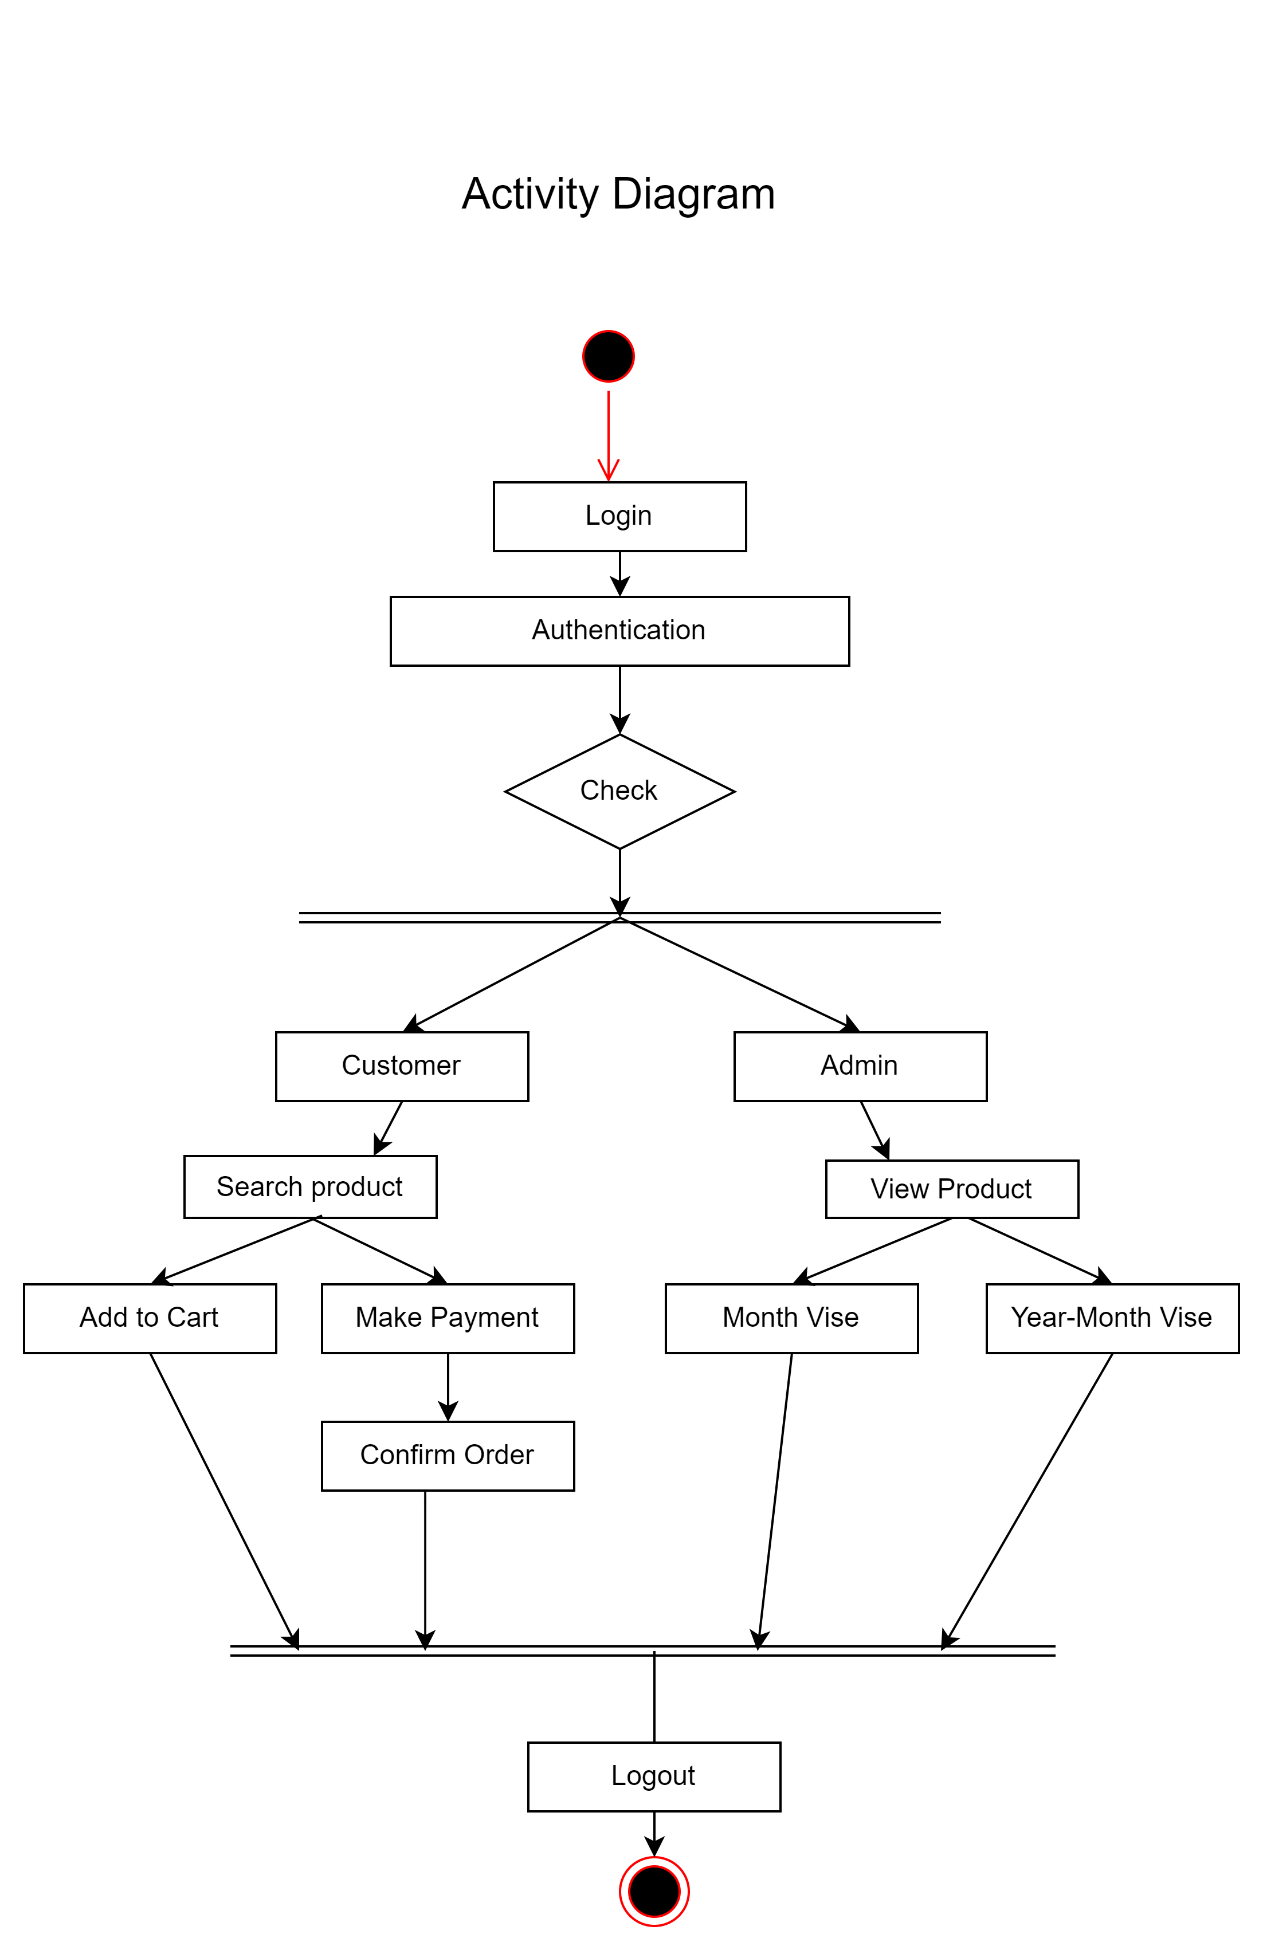 Activity Diagram
Login
Authentication
Check
Customer
Admin
Search product
View Product
Add to Cart
Make Payment
Month Vise
Year-Month Vise
Confirm Order
Logout